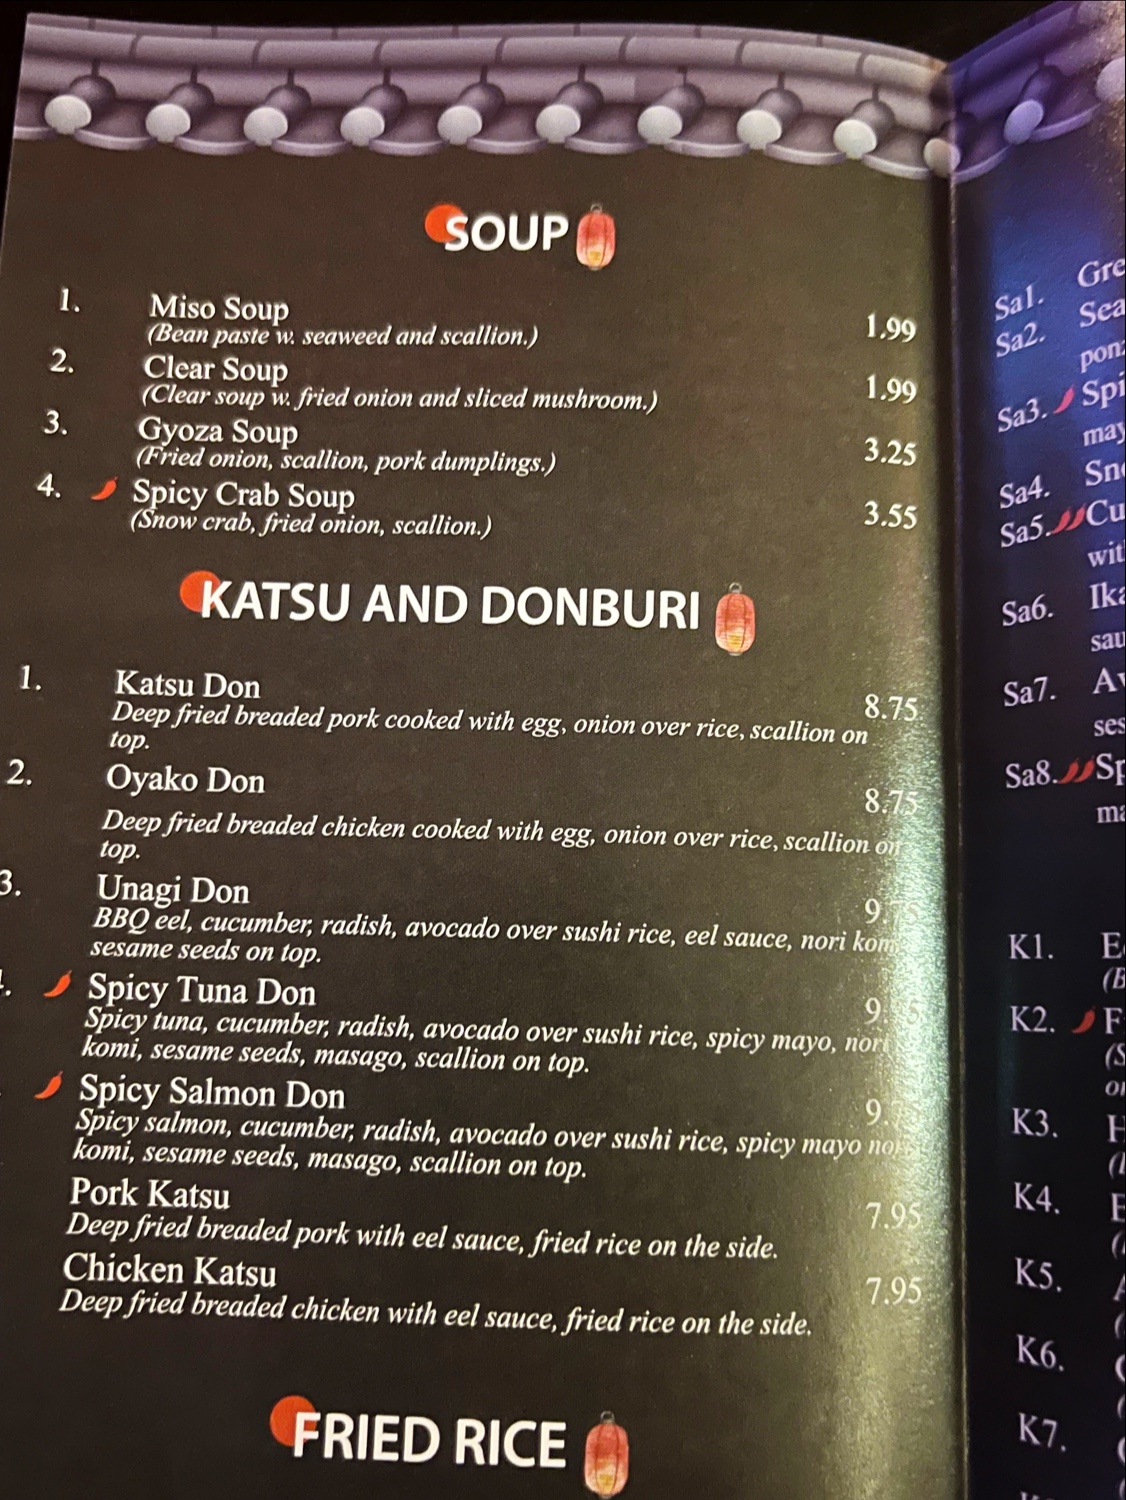 SOUP
1. Miso Soup 1.99
(Bean paste w. seaweed and scallion.)
2. Clear Soup 1.99
(Clear soup w. fried onion and sliced mushroom.)
3. Gyoza Soup 3.25
(Fried onion, scallion, pork dumplings.)
4. Spicy Crab Soup 3.55
(Snow crab, fried onion, scallion.)
KATSU AND DONBURI
1. Katsu Don 8.75
Deep fried breaded pork cooked with egg, onion over rice, scallion on
top.
2. Oyako Don 8.75
Deep fried breaded chicken cooked with egg, onion over rice, scallion on
top.
3. Unagi Don
BBQ eel, cucumber, radish, avocado over sushi rice, eel sauce, nori
sesame seeds on top.
Spicy Tuna Don
Spicy tuna, cucumber, radish, avocado over sushi rice, spicy mayo, nori
komi, sesame seeds, masago, scallion on top.
Spicy Salmon Don
Spicy salmon, cucumber, radish, avocado over sushi rice, spicy mayo
komi, sesame seeds, masago, scallion on top.
Pork Katsu 7.95
Deep fried breaded pork with eel sauce, fried rice on the side.
Chicken Katsu 7.95
Deep fried breaded chicken with eel sauce, fried rice on the side.
FRIED RICE
Sa1.
Sa2.
Sa3.
Sa4.
Sa5.
Sa6.
Sa7.
Sa8.
K1.
K2.
K3.
K4.
K5.
K6.
K7.